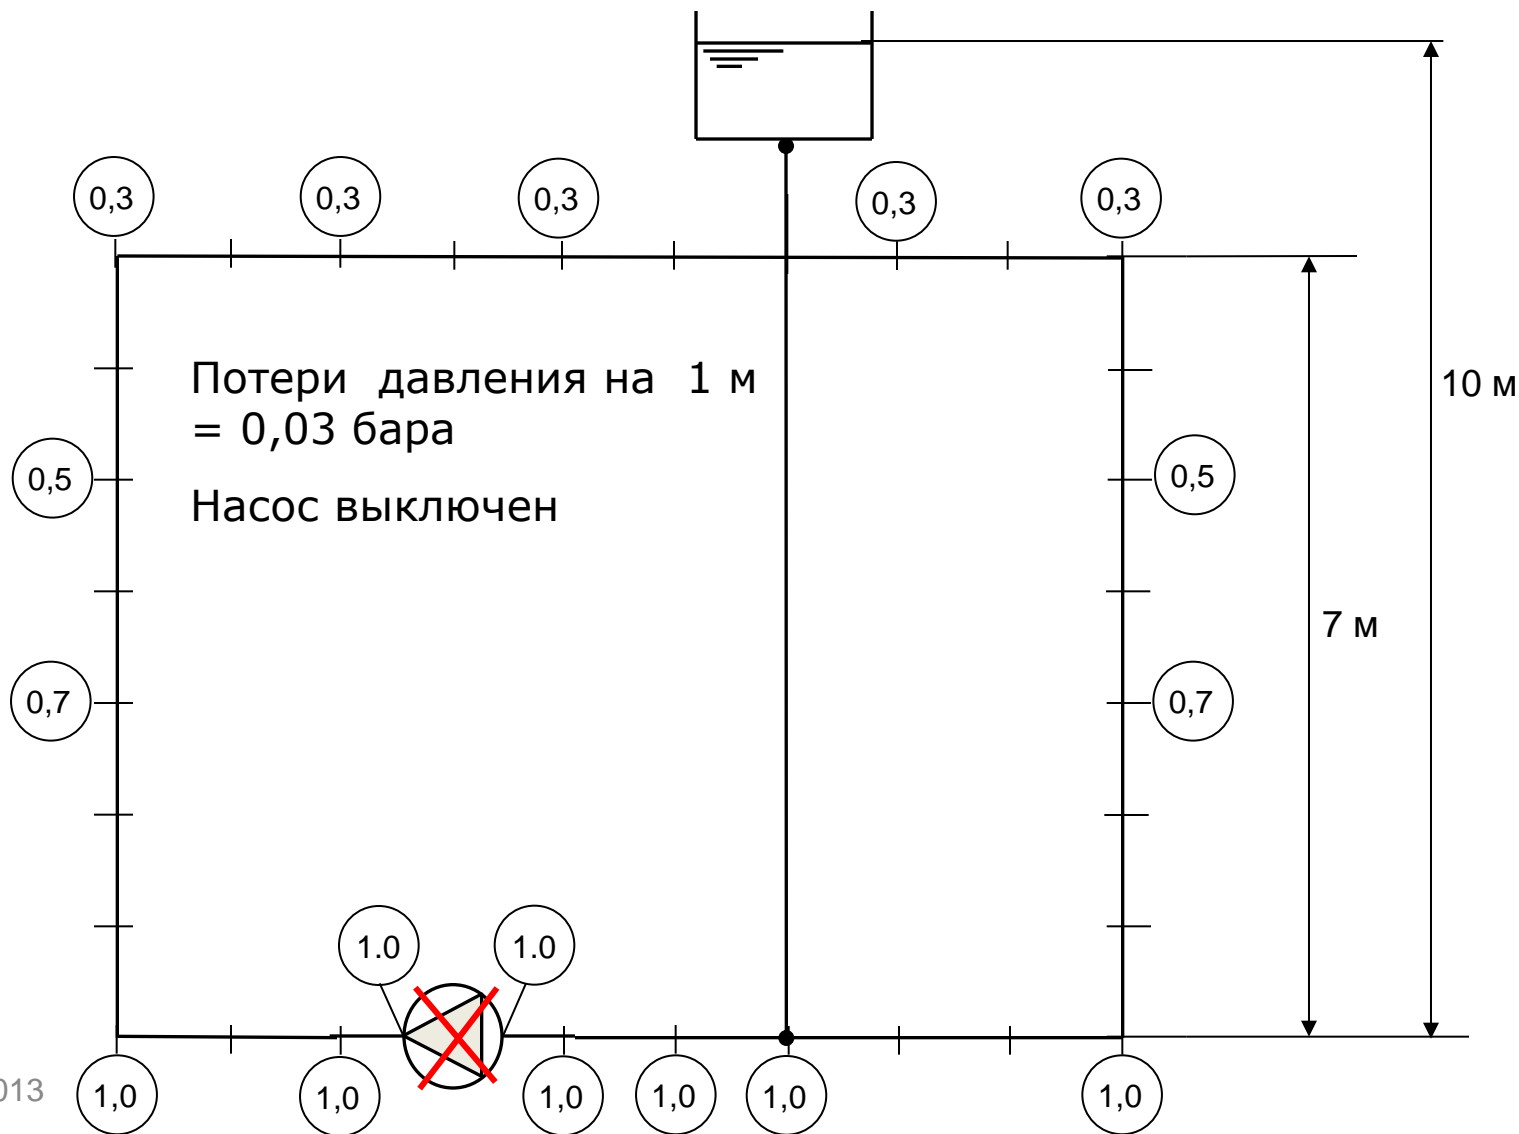 0,3 0,3 0,3 0,3 0,3
Потери давления на 1 м
= 0,03 бара
10 м
0,5 0,5
Насос выключен
7 м
0,7 0,7
1.0 1.0
013 1,0 1,0 1,0 1,0 1,0 1,0